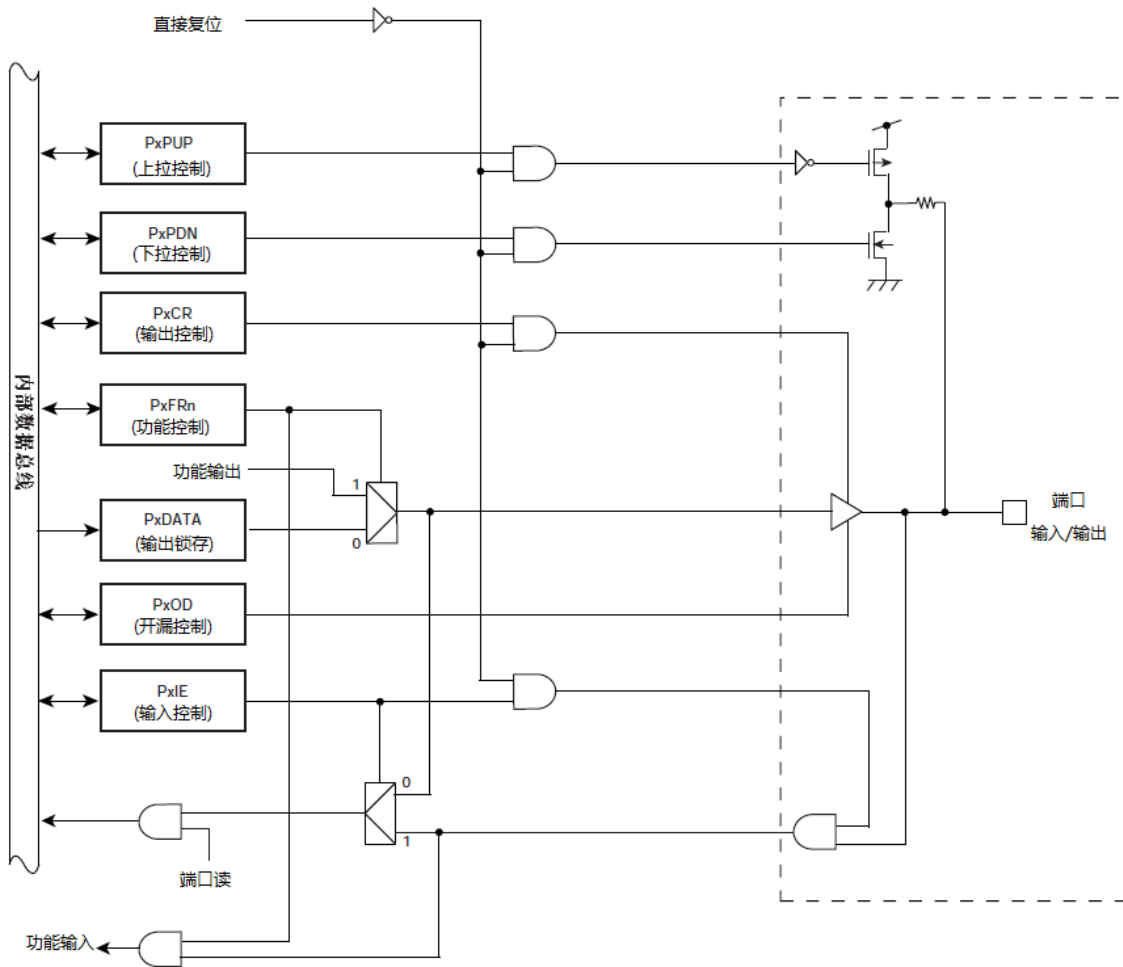 直接复位
PxPUP
(上拉控制)
PxPDN
(下拉控制)
PxCR
(输出控制)
内部数据总线
PxFRn
(功能控制)
功能输出
1
PxDATA
(输出锁存)
0
端口
输入/输出
PxOD
(开漏控制)
PxIE
(输入控制)
0
1
端口读
功能输入